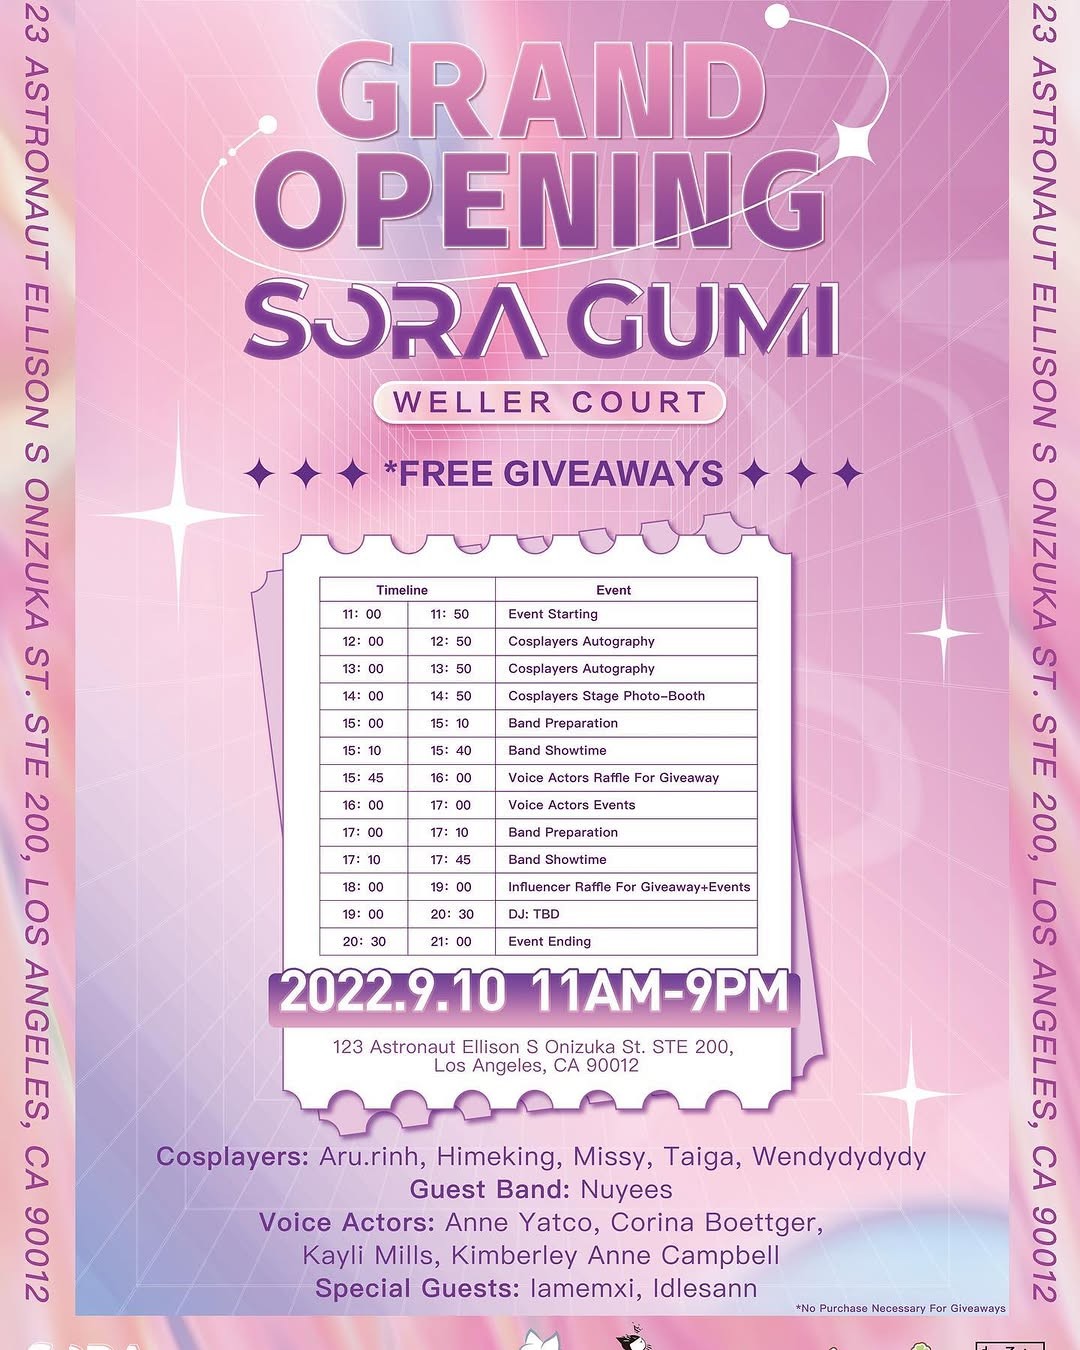 GRAND
OPENING
SORA GUMI
WELLER COURT
*FREE GIVEAWAYS
Timeline Event
11: 00 11: 50 Event Starting
12: 00 12: 50 Cosplayers Autography
13: 00 13: 50 Cosplayers Autography
14: 00 14: 50 Cosplayers Stage Photo-Booth
15: 00 15: 10 Band Preparation
15: 10 15: 40 Band Showtime
15: 45 16: 00 Voice Actors Raffle For Giveaway
16: 00 17: 00 Voice Actors Events
17: 00 17: 10 Band Preparation
17: 10 17: 45 Band Showtime
18: 00 19: 00 Influencer Raffle For Giveaway+Events
19: 00 20: 30 DJ: TBD
20: 30 21: 00 Event Ending
2022.9.10 11AM-9PM
123 Astronaut Ellison S Onizuka St. STE 200,
Los Angeles, CA 90012
Cosplayers: Aru.rinh, Himeking, Missy, Taiga, Wendydydydy
Guest Band: Nuyees
Voice Actors: Anne Yatco, Corina Boettger,
Kayli Mills, Kimberley Anne Campbell
Special Guests: Iamemxi, Idlesann
*No Purchase Necessary For Giveaways
23 ASTRONAUT ELLISON S ONIZUKA ST. STE 200, LOS ANGELES, CA 90012
23 ASTRONAUT ELLISON S ONIZUKA ST. STE 200, LOS ANGELES, CA 90012